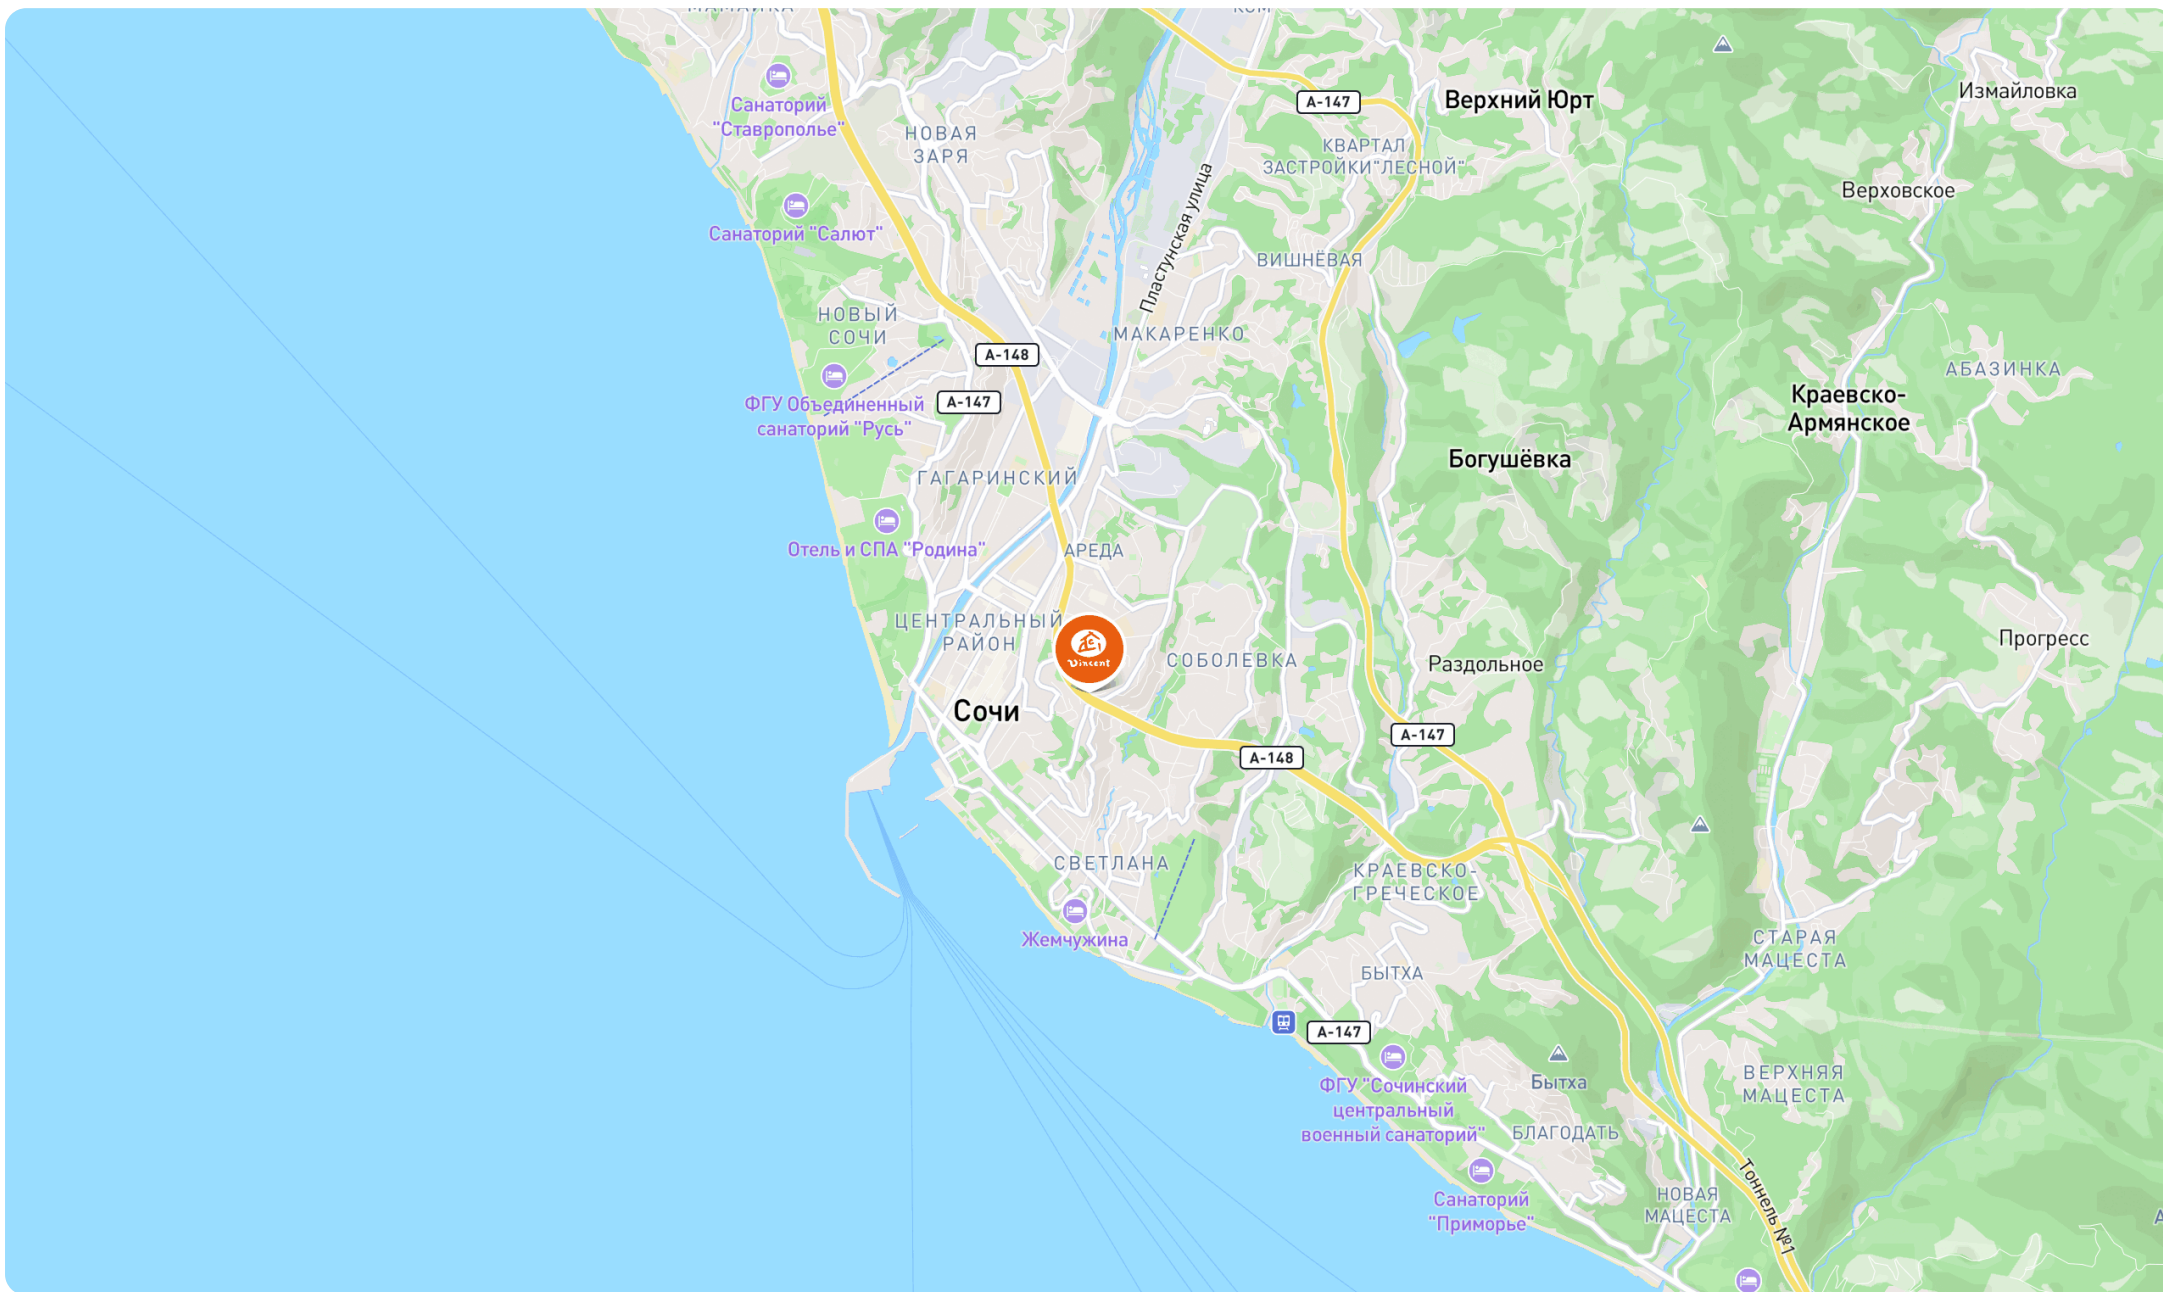 МАМАЙКА
КСМ
Санаторий
"Ставрополье"
НОВАЯ
ЗАРЯ
А-147
Верхний Юрт
Измайловка
КВАРТАЛ
ЗАСТРОЙКИ"ЛЕСНОЙ"
Верховское
Санаторий "Салют"
Пластунская улица
ВИШНЁВАЯ
НОВЫЙ
СОЧИ
МАКАРЕНКО
А-148
АБАЗИНКА
А-147
ФГУ Объединенный
санаторий "Русь"
Краевско-
Армянское
Богушёвка
ГАГАРИНСКИЙ
Отель и СПА "Родина"
АРЕДА
ЦЕНТРАЛЬНЫЙ
РАЙОН
Vincent
СОБОЛЕВКА
Раздольное
Прогресс
Сочи
А-147
А-148
СВЕТЛАНА
КРАЕВСКО-
ГРЕЧЕСКОЕ
Жемчужина
СТАРАЯ
МАЦЕСТА
БЫТХА
А-147
ФГУ "Сочинский
центральный
военный санаторий"
Бытха
ВЕРХНЯЯ
МАЦЕСТА
БЛАГОДАТЬ
Санаторий
"Приморье"
НОВАЯ
МАЦЕСТА
Тоннель №1